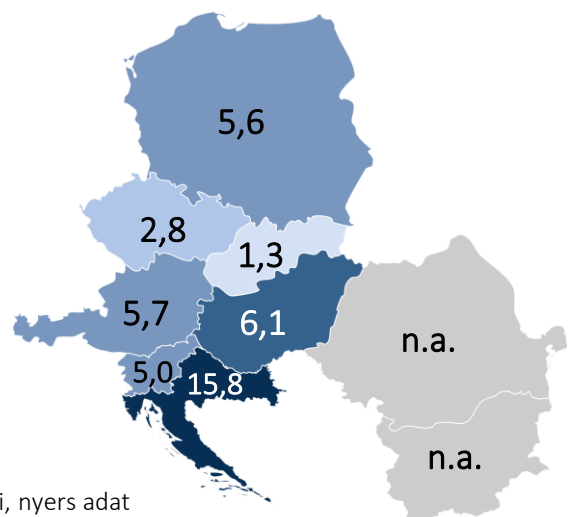 5,6
2,8
1,3
5,7
6,1
n.a.
5,0
15,8
n.a.
i, nyers adat